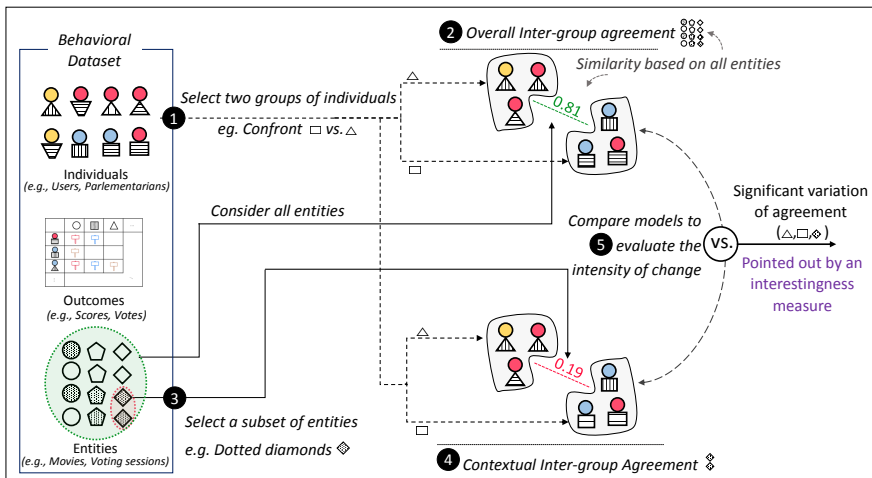 Behavioral
Dataset
Individuals
(e.g., Users, Parlementarians)
Outcomes
(e.g., Scores, Votes)
Entities
(e.g., Movies, Voting sessions)
1
Select two groups of individuals
eg. Confront □ vs. △
Consider all entities
3
Select a subset of entities
e.g. Dotted diamonds
2 Overall Inter-group agreement
Similarity based on all entities
0.81
Compare models to
5 evaluate the
intensity of change
VS.
Significant variation
of agreement
(△,□,◇)
Pointed out by an
interestingness
measure
0.19
4 Contextual Inter-group Agreement